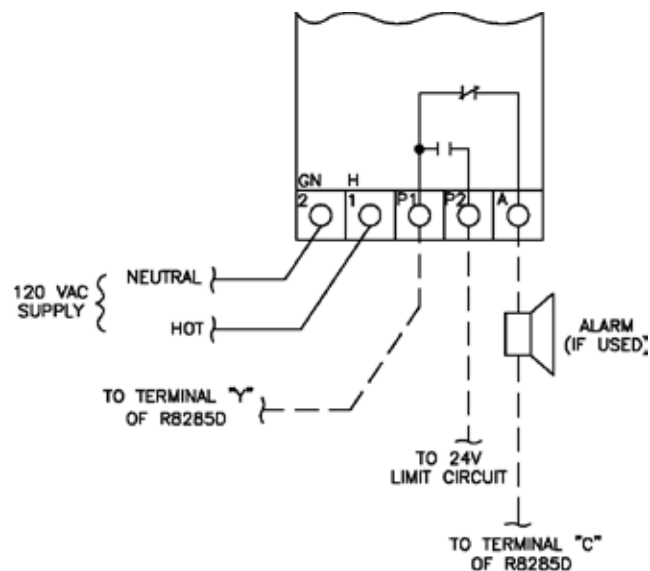 GN H
2 1 P1 P2 A
NEUTRAL
120 VAC
SUPPLY
HOT
ALARM
(IF USED)
TO TERMINAL "Y"
OF R8285D
TO 24V
LIMIT CIRCUIT
TO TERMINAL "C"
OF R8285D